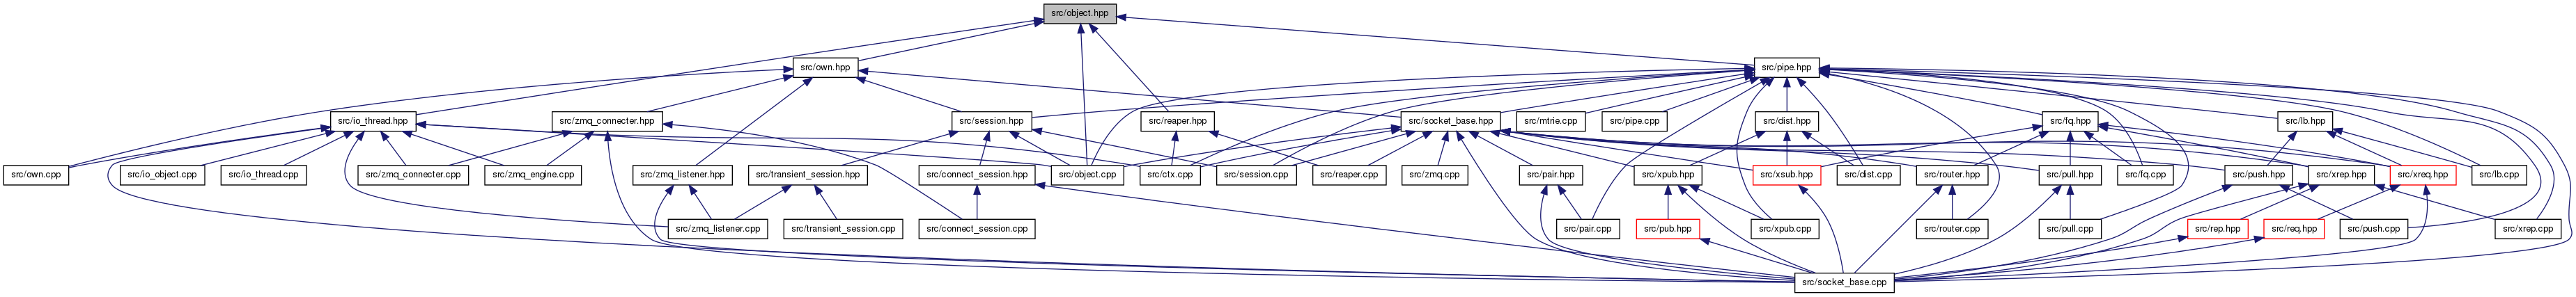 src/object.hpp
src/own.hpp
src/pipe.hpp
src/io_thread.hpp
src/zmq_connecter.hpp
src/session.hpp
src/reaper.hpp
src/socket_base.hpp
src/mtrie.cpp
src/pipe.cpp
src/dist.hpp
src/fq.hpp
src/lb.hpp
src/own.cpp
src/io_object.cpp
src/io_thread.cpp
src/zmq_connecter.cpp
src/zmq_engine.cpp
src/zmq_listener.hpp
src/transient_session.hpp
src/connect_session.hpp
src/object.cpp
src/ctx.cpp
src/session.cpp
src/reaper.cpp
src/zmq.cpp
src/pair.hpp
src/xpub.hpp
src/xsub.hpp
src/dist.cpp
src/router.hpp
src/pull.hpp
src/fq.cpp
src/push.hpp
src/xrep.hpp
src/xreq.hpp
src/lb.cpp
src/zmq_listener.cpp
src/transient_session.cpp
src/connect_session.cpp
src/pair.cpp
src/pub.hpp
src/xpub.cpp
src/router.cpp
src/pull.cpp
src/rep.hpp
src/req.hpp
src/push.cpp
src/xrep.cpp
src/socket_base.cpp